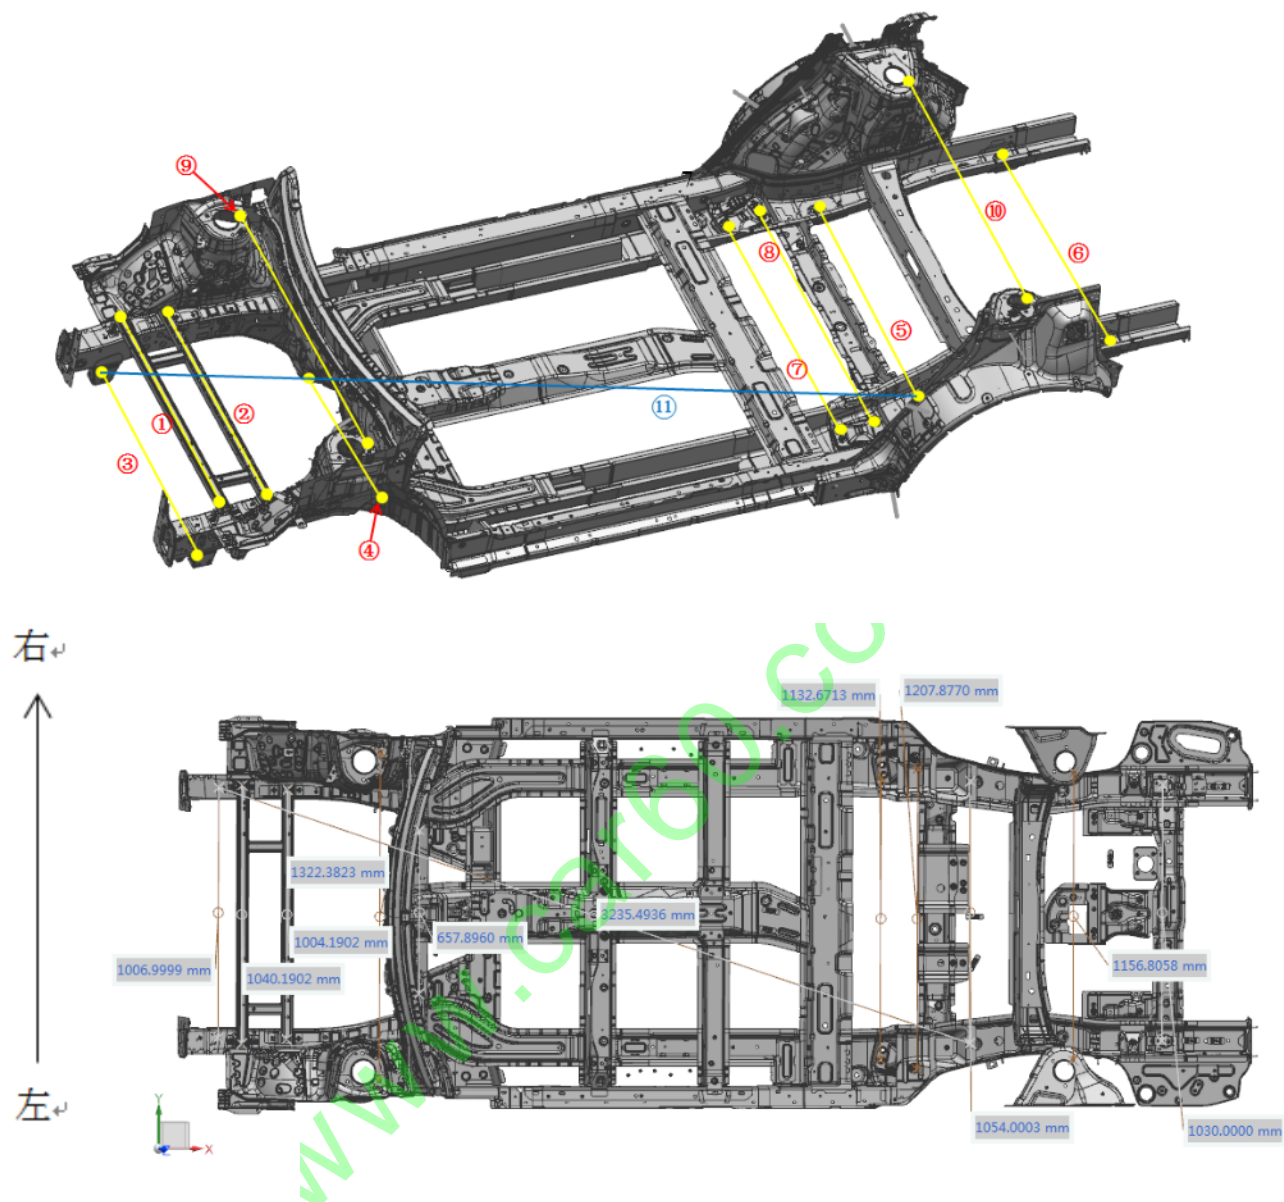 ⑨
⑩
⑧
⑥
⑤
⑦
①
②
⑪
③
④
右
1132.6713 mm
1207.8770 mm
1322.3823 mm
3235.4936 mm
1004.1902 mm
657.8960 mm
1006.9999 mm
1040.1902 mm
1156.8058 mm
左
1054.0003 mm
1030.0000 mm
Y
Z
X
www.car60.co